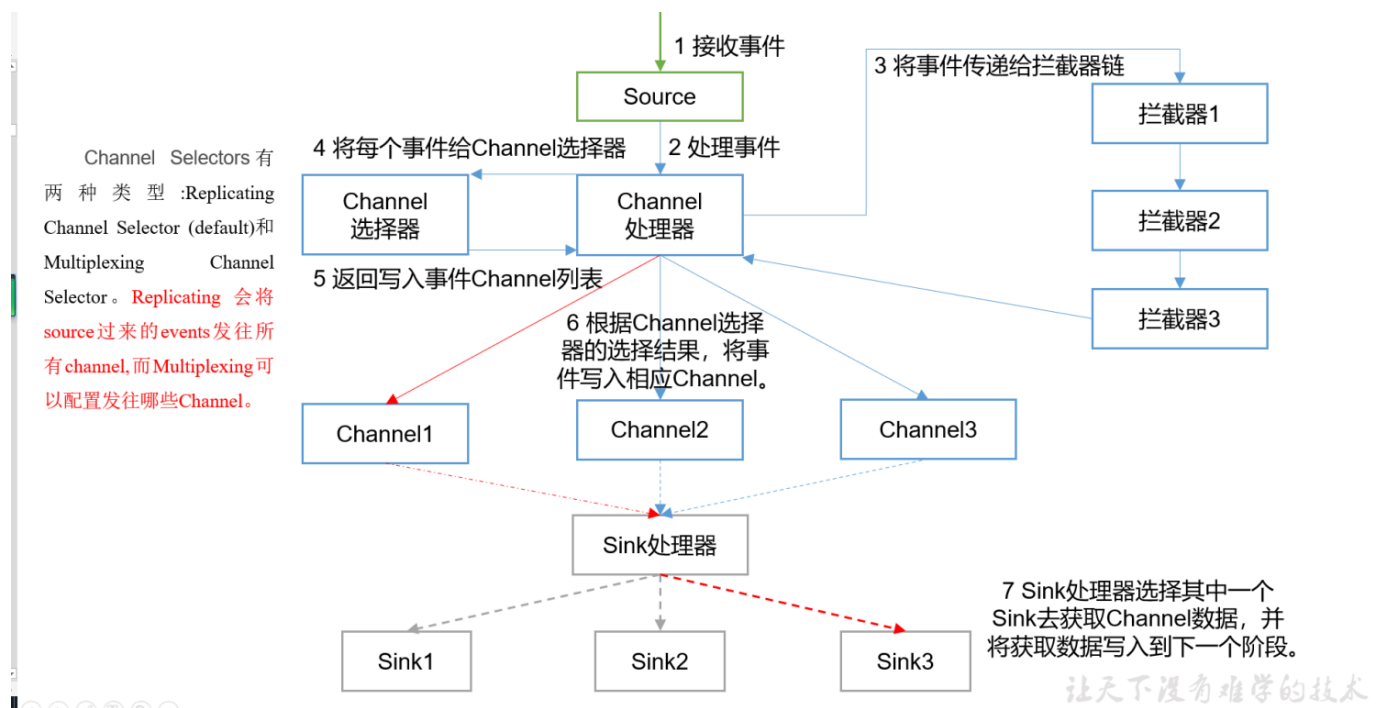 1 接收事件
Source
2 处理事件
3 将事件传递给拦截器链
拦截器1
拦截器2
拦截器3
4 将每个事件给Channel选择器
Channel
选择器
Channel
处理器
5 返回写入事件Channel列表
Channel Selectors有
两种类型:Replicating
Channel Selector (default)和
Multiplexing Channel
Selector。Replicating 会将
source过来的events发往所
有channel,而Multiplexing可
以配置发往哪些Channel。
6 根据Channel选择
器的选择结果，将事
件写入相应Channel。
Channel1
Channel2
Channel3
Sink处理器
Sink1
Sink2
Sink3
7 Sink处理器选择其中一个
Sink去获取Channel数据，并
将获取数据写入到下一个阶段。
让天下没有难学的技术